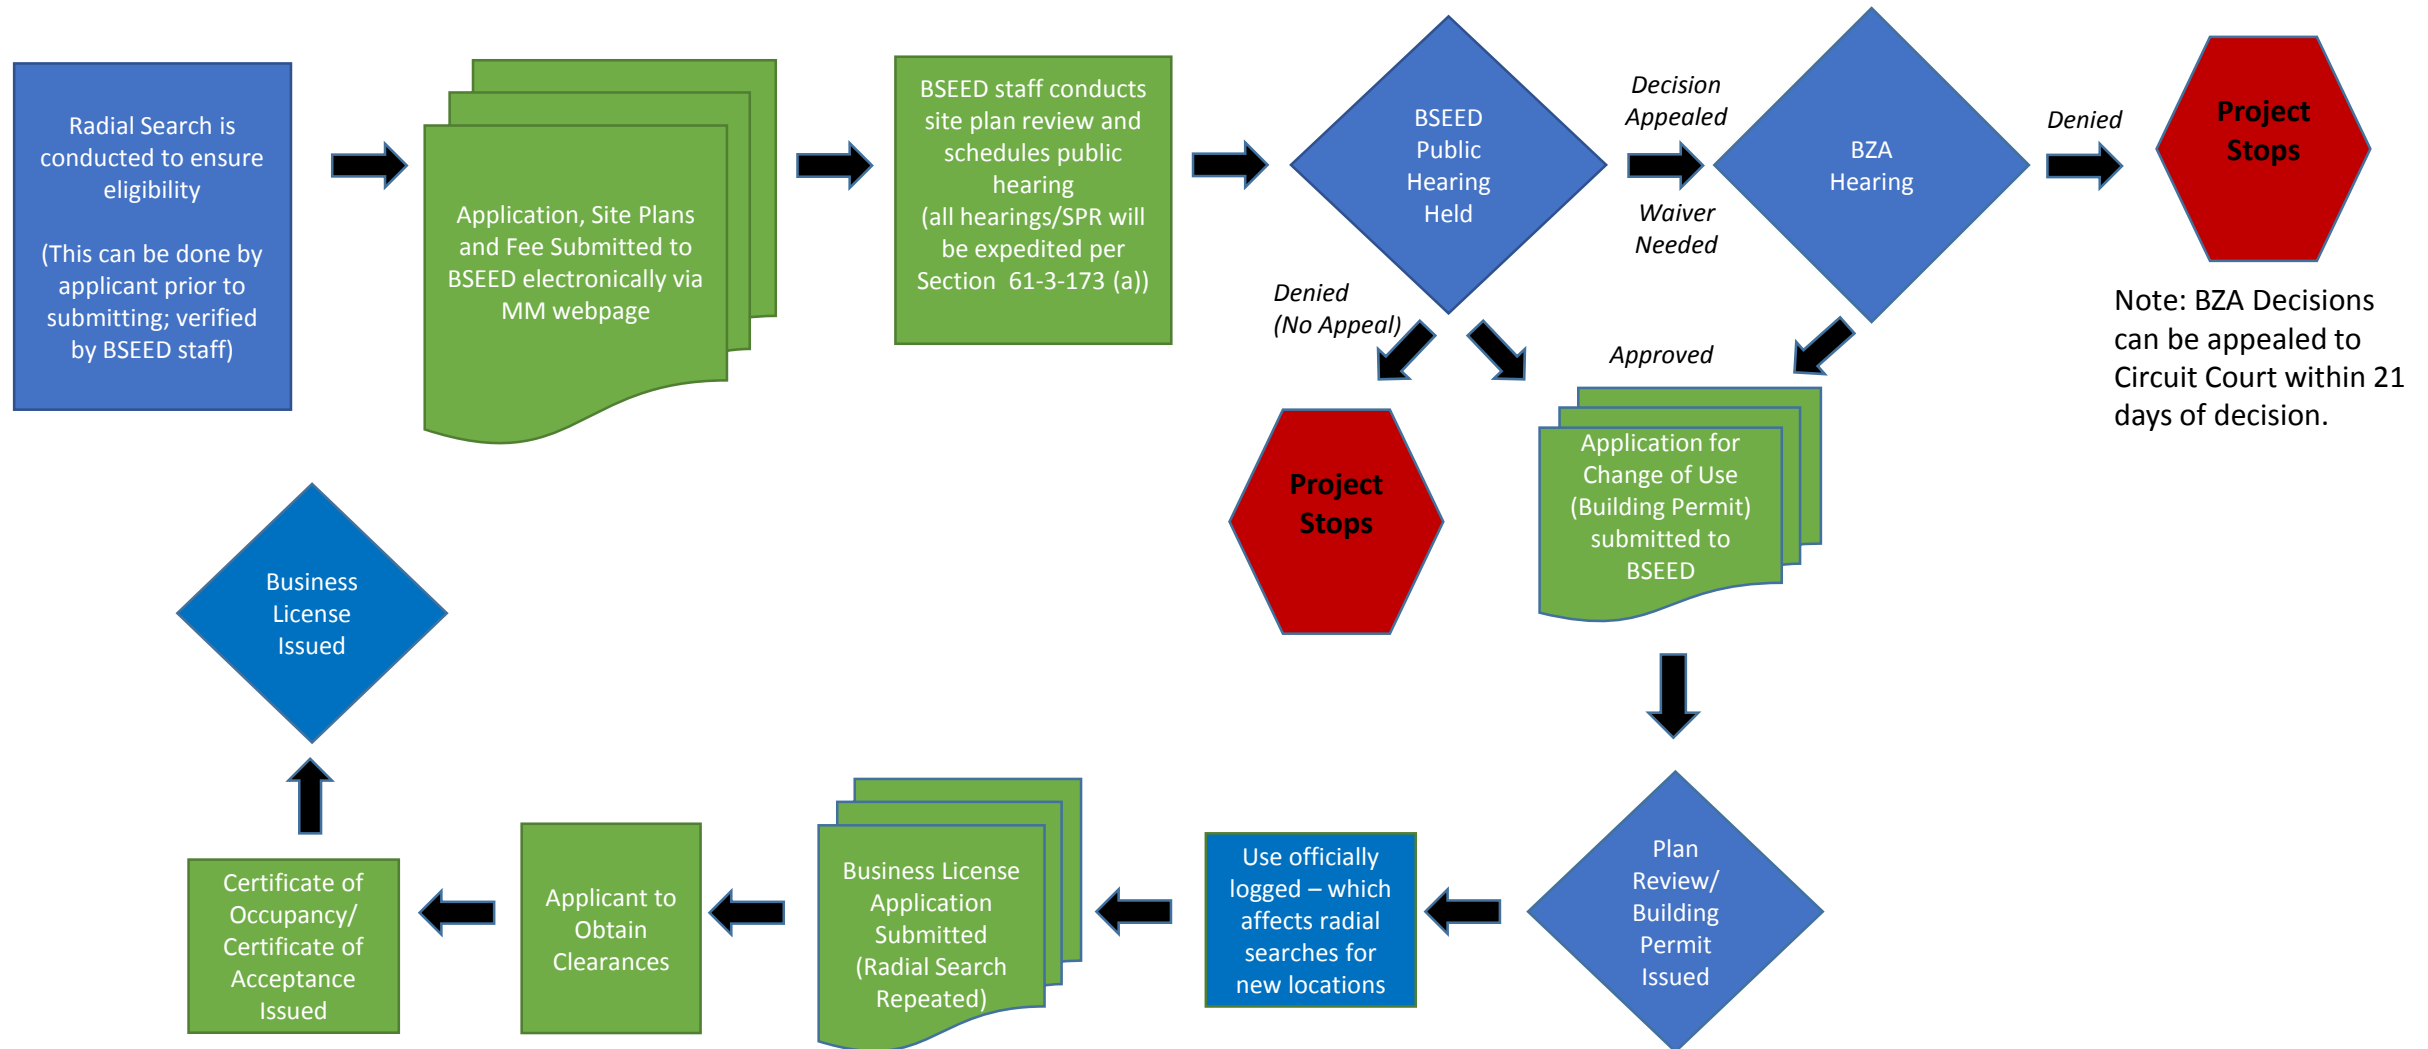 Radial Search is
conducted to ensure
eligibility
(This can be done by
applicant prior to
submitting; verified
by BSEED staff)
Application, Site Plans
and Fee Submitted to
BSEED electronically via
MM webpage
BSEED staff conducts
site plan review and
schedules public
hearing
(all hearings/SPR will
be expedited per
Section 61-3-173 (a))
BSEED
Public
Hearing
Held
Decision
Appealed
Waiver
Needed
BZA
Hearing
Denied
Project
Stops
Note: BZA Decisions
can be appealed to
Circuit Court within 21
days of decision.
Denied
(No Appeal)
Approved
Project
Stops
Application for
Change of Use
(Building Permit)
submitted to
BSEED
Plan
Review/
Building
Permit
Issued
Use officially
logged – which
affects radial
searches for
new locations
Business License
Application
Submitted
(Radial Search
Repeated)
Applicant to
Obtain
Clearances
Certificate of
Occupancy/
Certificate of
Acceptance
Issued
Business
License
Issued